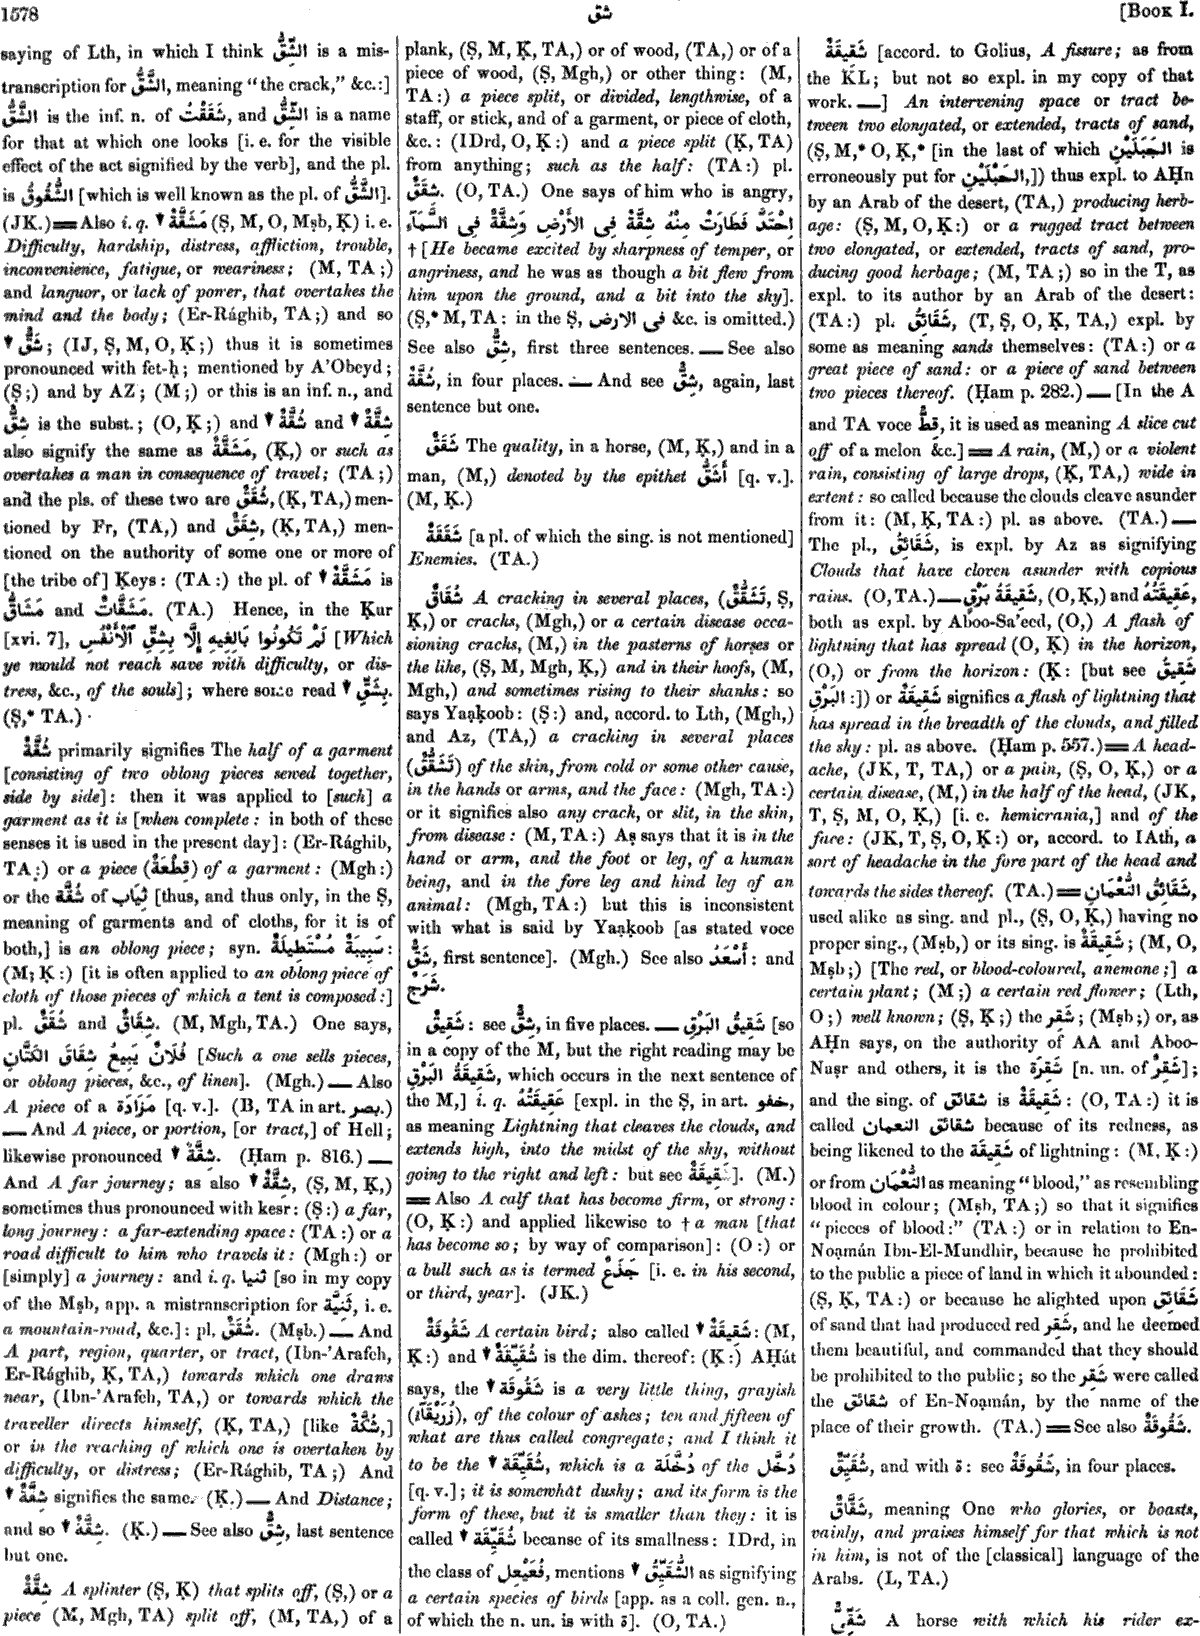 1578
شق
[BOOK I.
saying of Lth, in which I think الشِّقُّ is a mis-
transcription for الشَّقُّ, meaning "the crack," &c.:]
الشَّقُّ is the inf. n. of شَقَقْتُ, and الشِّقُّ is a name
for that at which one looks [i. e. for the visible
effect of the act signified by the verb], and the pl.
is الشُّقُوقُ [which is well known as the pl. of الشَّقُّ].
(JK.)══Also i. q. ▼ مَشَقَّةٌ (Ṣ, M, O, Mṣb, Ḳ) i. e.
Difficulty, hardship, distress, affliction, trouble,
inconvenience, fatigue, or weariness; (M, TA;)
and languor, or lack of power, that overtakes the
mind and the body; (Er-Rághib, TA;) and so
▼ شَقٌّ; (IJ, Ṣ, M, O, Ḳ;) thus it is sometimes
pronounced with fet-ḥ; mentioned by A'Obeyd;
(Ṣ;) and by AZ; (M;) or this is an inf. n., and
شِقٌّ is the subst.; (O, Ḳ;) and ▼ شُقَّةٌ and ▼ شِقَّةٌ
also signify the same as مَشَقَّةٌ, (Ḳ,) or such as
overtakes a man in consequence of travel; (TA;)
and the pls. of these two are شُقَقٌ, (Ḳ, TA,) men-
tioned by Fr, (TA,) and شِقَقٌ, (Ḳ, TA,) men-
tioned on the authority of some one or more of
[the tribe of] Ḳeys: (TA:) the pl. of ▼ مَشَقَّةٌ is
مَشَاقُّ and مَشَقَّاتٌ. (TA.) Hence, in the Ḳur
[xvi. 7], لَمْ تَكُونُوا بَالِغِيهِ إِلَّا بِشِقِّ ٱلْأَنْفُسِ [Which
ye would not reach save with difficulty, or dis-
tress, &c., of the souls]; where some read ▼ بِشَقِّ.
(Ṣ,* TA.)
شُقَّةٌ primarily signifies The half of a garment
[consisting of two oblong pieces sewed together,
side by side]: then it was applied to [such] a
garment as it is [when complete: in both of these
senses it is used in the present day]: (Er-Rághib,
TA:) or a piece (قِطْعَةٌ) of a garment: (Mgh:)
or the شُقَّة of ثِيَاب [thus, and thus only, in the Ṣ,
meaning of garments and of cloths, for it is of
both,] is an oblong piece; syn. سَبِيبَةٌ مُسْتَطِيلَةٌ:
(M, Ḳ:) [it is often applied to an oblong piece of
cloth of those pieces of which a tent is composed:]
pl. شُقَقٌ and شِقَاقٌ. (M, Mgh, TA.) One says,
فُلَانٌ يَبِيعُ شِقَاقَ الكَتَّانِ [Such a one sells pieces,
or oblong pieces, &c., of linen]. (Mgh.) — Also
A piece of a مَزَادَة [q. v.]. (B, TA in art. بصر.)
— And A piece, or portion, [or tract,] of Hell;
likewise pronounced ▼ شِقَّةٌ. (Ḥam p. 816.) —
And A far journey; as also ▼ شِقَّةٌ, (Ṣ, M, Ḳ,)
sometimes thus pronounced with kesr: (Ṣ:) a far,
long journey: a far-extending space: (TA:) or a
road difficult to him who travels it: (Mgh:) or
[simply] a journey: and i. q. ثنيا [so in my copy
of the Mṣb, app. a mistranscription for ثَنِيَّة, i. e.
a mountain-road, &c.]: pl. شُقَقٌ. (Mṣb.) — And
A part, region, quarter, or tract, (Ibn-'Arafeh,
Er-Rághib, Ḳ, TA,) towards which one draws
near, (Ibn-'Arafeh, TA,) or towards which the
traveller directs himself, (Ḳ, TA,) [like شُكَّةٌ,]
or in the reaching of which one is overtaken by
difficulty, or distress; (Er-Rághib, TA;) And
▼ شِقَّةٌ signifies the same. (Ḳ.) — And Distance;
and so ▼ شِقَّةٌ. (Ḳ.) — See also شِقٌّ, last sentence
but one.
شِقَّةٌ A splinter (Ṣ, Ḳ) that splits off, (Ṣ,) or a
piece (M, Mgh, TA) split off, (M, TA,) of a
plank, (Ṣ, M, Ḳ, TA,) or of wood, (TA,) or of a
piece of wood, (Ṣ, Mgh,) or other thing: (M,
TA:) a piece split, or divided, lengthwise, of a
staff, or stick, and of a garment, or piece of cloth,
&c.: (IDrd, O, Ḳ:) and a piece split (Ḳ, TA)
from anything; such as the half: (TA:) pl.
شِقَقٌ. (O, TA.) One says of him who is angry,
اِحْتَدَّ فَطَارَتْ مِنْهُ شِقَّةٌ فِى الأَرْضِ وَشِقَّةٌ فِى السَّمَآءِ
† [He became excited by sharpness of temper, or
angriness, and he was as though a bit flew from
him upon the ground, and a bit into the sky].
(Ṣ,* M, TA: in the Ṣ, فى الارض &c. is omitted.)
See also شِقٌّ, first three sentences. — See also
شُقَّةٌ, in four places. — And see شِقٌّ, again, last
sentence but one.
شَقَقٌ The quality, in a horse, (M, Ḳ,) and in a
man, (M,) denoted by the epithet أَشَقُّ [q. v.].
(M, Ḳ.)
شَقَقَةٌ [a pl. of which the sing. is not mentioned]
Enemies. (TA.)
شُقَاقٌ A cracking in several places, (تَشَقُّقٌ, Ṣ,
Ḳ,) or cracks, (Mgh,) or a certain disease occa-
sioning cracks, (M,) in the pasterns of horses or
the like, (Ṣ, M, Mgh, Ḳ,) and in their hoofs, (M,
Mgh,) and sometimes rising to their shanks: so
says Yaạḳoob: (Ṣ:) and, accord. to Lth, (Mgh,)
and Az, (TA,) a cracking in several places
(تَشَقُّقٌ) of the skin, from cold or some other cause,
in the hands or arms, and the face: (Mgh, TA:)
or it signifies also any crack, or slit, in the skin,
from disease: (M, TA:) Aṣ says that it is in the
hand or arm, and the foot or leg, of a human
being, and in the fore leg and hind leg of an
animal: (Mgh, TA:) but this is inconsistent
with what is said by Yaạḳoob [as stated voce
شَقٌّ, first sentence]. (Mgh.) See also أَسْعَدُ: and
شَرَجٌ.
شَقِيقٌ: see شِقٌّ, in five places. — شَقِيقُ البَرْقِ [so
in a copy of the M, but the right reading may be
شَقِيقَةُ البَرْقِ, which occurs in the next sentence of
the M,] i. q. عَقِيقَتُهُ [expl. in the Ṣ, in art. خفو,
as meaning Lightning that cleaves the clouds, and
extends high, into the midst of the sky, without
going to the right and left: but see شَقِيقَةٌ]. (M.)
══ Also A calf that has become firm, or strong:
(O, Ḳ:) and applied likewise to † a man [that
has become so; by way of comparison]: (O:) or
a bull such as is termed جَذَعٌ [i. e. in his second,
or third, year]. (JK.)
شَقُوقَةٌ A certain bird; also called ▼ شَقِيقَةٌ: (M,
Ḳ:) and ▼ شُقَيِّقَةٌ is the dim. thereof: (Ḳ:) AḤát
says, the ▼ شَقُوقَة is a very little thing, grayish
(زُرَيْقَآءُ), of the colour of ashes; ten and fifteen of
what are thus called congregate; and I think it
to be the ▼ شُقَيِّقَة, which is a دُخَّلَة of the دُخَّل
[q. v.]; it is somewhat dusky; and its form is the
form of these, but it is smaller than they: it is
called ▼ شُقَيِّقَة because of its smallness: IDrd, in
the class of فُعَيْعِل, mentions ▼ الشُّقَيِّقُ as signifying
a certain species of birds [app. as a coll. gen. n.,
of which the n. un. is with ة]. (O, TA.)
شَقِيقَةٌ [accord. to Golius, A fissure; as from
the KL; but not so expl. in my copy of that
work. —] An intervening space or tract be-
tween two elongated, or extended, tracts of sand,
(Ṣ, M,* O, Ḳ,* [in the last of which الجَبَلَيْنِ is
erroneously put for الحَبْلَيْنِ,]) thus expl. to AḤn
by an Arab of the desert, (TA,) producing herb-
age: (Ṣ, M, O, Ḳ:) or a rugged tract between
two elongated, or extended, tracts of sand, pro-
ducing good herbage; (M, TA;) so in the T, as
expl. to its author by an Arab of the desert:
(TA:) pl. شَقَائِقُ, (T, Ṣ, O, Ḳ, TA,) expl. by
some as meaning sands themselves: (TA:) or a
great piece of sand: or a piece of sand between
two pieces thereof. (Ḥam p. 282.) — [In the A
and TA voce قِطٌّ, it is used as meaning A slice cut
off of a melon &c.] ══ A rain, (M,) or a violent
rain, consisting of large drops, (Ḳ, TA,) wide in
extent: so called because the clouds cleave asunder
from it: (M, Ḳ, TA:) pl. as above. (TA.) —
The pl., شَقَائِقُ, is expl. by Az as signifying
Clouds that have cloven asunder with copious
rains. (O, TA.) — شَقِيقَةُ بَرْقٍ, (O, Ḳ,) and عَقِيقَتُهُ,
both as expl. by Aboo-Sa'eed, (O,) A flash of
lightning that has spread (O, Ḳ) in the horizon,
(O,) or from the horizon: (Ḳ: [but see شَقِيقُ
البَرْقِ:]) or شَقِيقَةٌ signifies a flash of lightning that
has spread in the breadth of the clouds, and filled
the sky: pl. as above. (Ḥam p. 557.)══A head-
ache, (JK, T, TA,) or a pain, (Ṣ, O, Ḳ,) or a
certain disease, (M,) in the half of the head, (JK,
T, Ṣ, M, O, Ḳ,) [i. e. hemicrania,] and of the
face: (JK, T, Ṣ, O, Ḳ:) or, accord. to IAth, a
sort of headache in the fore part of the head and
towards the sides thereof. (TA.)══شَقَائِقُ النُّعْمَانِ,
used alike as sing. and pl., (Ṣ, O, Ḳ,) having no
proper sing., (Mṣb,) or its sing. is شَقِيقَةٌ; (M, O,
Mṣb;) [The red, or blood-coloured, anemone;] a
certain plant; (M;) a certain red flower; (Lth,
O;) well known; (Ṣ, Ḳ;) the شَقِر; (Mṣb;) or, as
AḤn says, on the authority of AA and Aboo-
Naṣr and others, it is the شَقِرَة [n. un. of شَقِرٌ];
and the sing. of شقائق is شَقِيقَةٌ: (O, TA:) it is
called شقائق النعمان because of its redness, as
being likened to the شَقِيقَة of lightning: (M, Ḳ:)
or from النُّعْمَان as meaning "blood," as resembling
blood in colour; (Mṣb, TA;) so that it signifies
"pieces of blood:" (TA:) or in relation to En-
Noạmán Ibn-El-Mundhir, because he prohibited
to the public a piece of land in which it abounded:
(Ṣ, Ḳ, TA:) or because he alighted upon شَقَائِق
of sand that had produced red شَقِر, and he deemed
them beautiful, and commanded that they should
be prohibited to the public; so the شَقِر were called
the شقائق of En-Noạmán, by the name of the
place of their growth. (TA.)══See also شَقُوقَةٌ.
شُقَيِّقٌ, and with ة: see شَقُوقَةٌ, in four places.
شَقَّاقٌ, meaning One who glories, or boasts,
vainly, and praises himself for that which is not
in him, is not of the [classical] language of the
Arabs. (L, TA.)
شِقِّىٌّ A horse with which his rider ex-